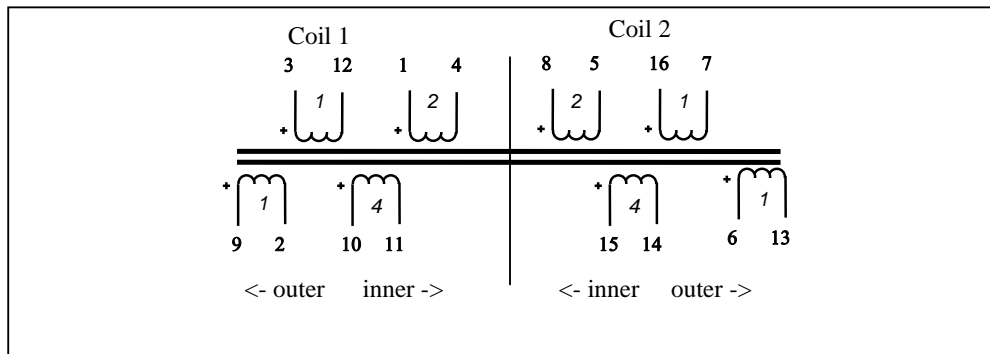 Coil 1 Coil 2
3 12 1 4 8 5 16 7
1 2 2 1
+ + + +
+ + + +
1 4 4 1
9 2 10 11 15 14 6 13
<- outer inner -> <- inner outer ->